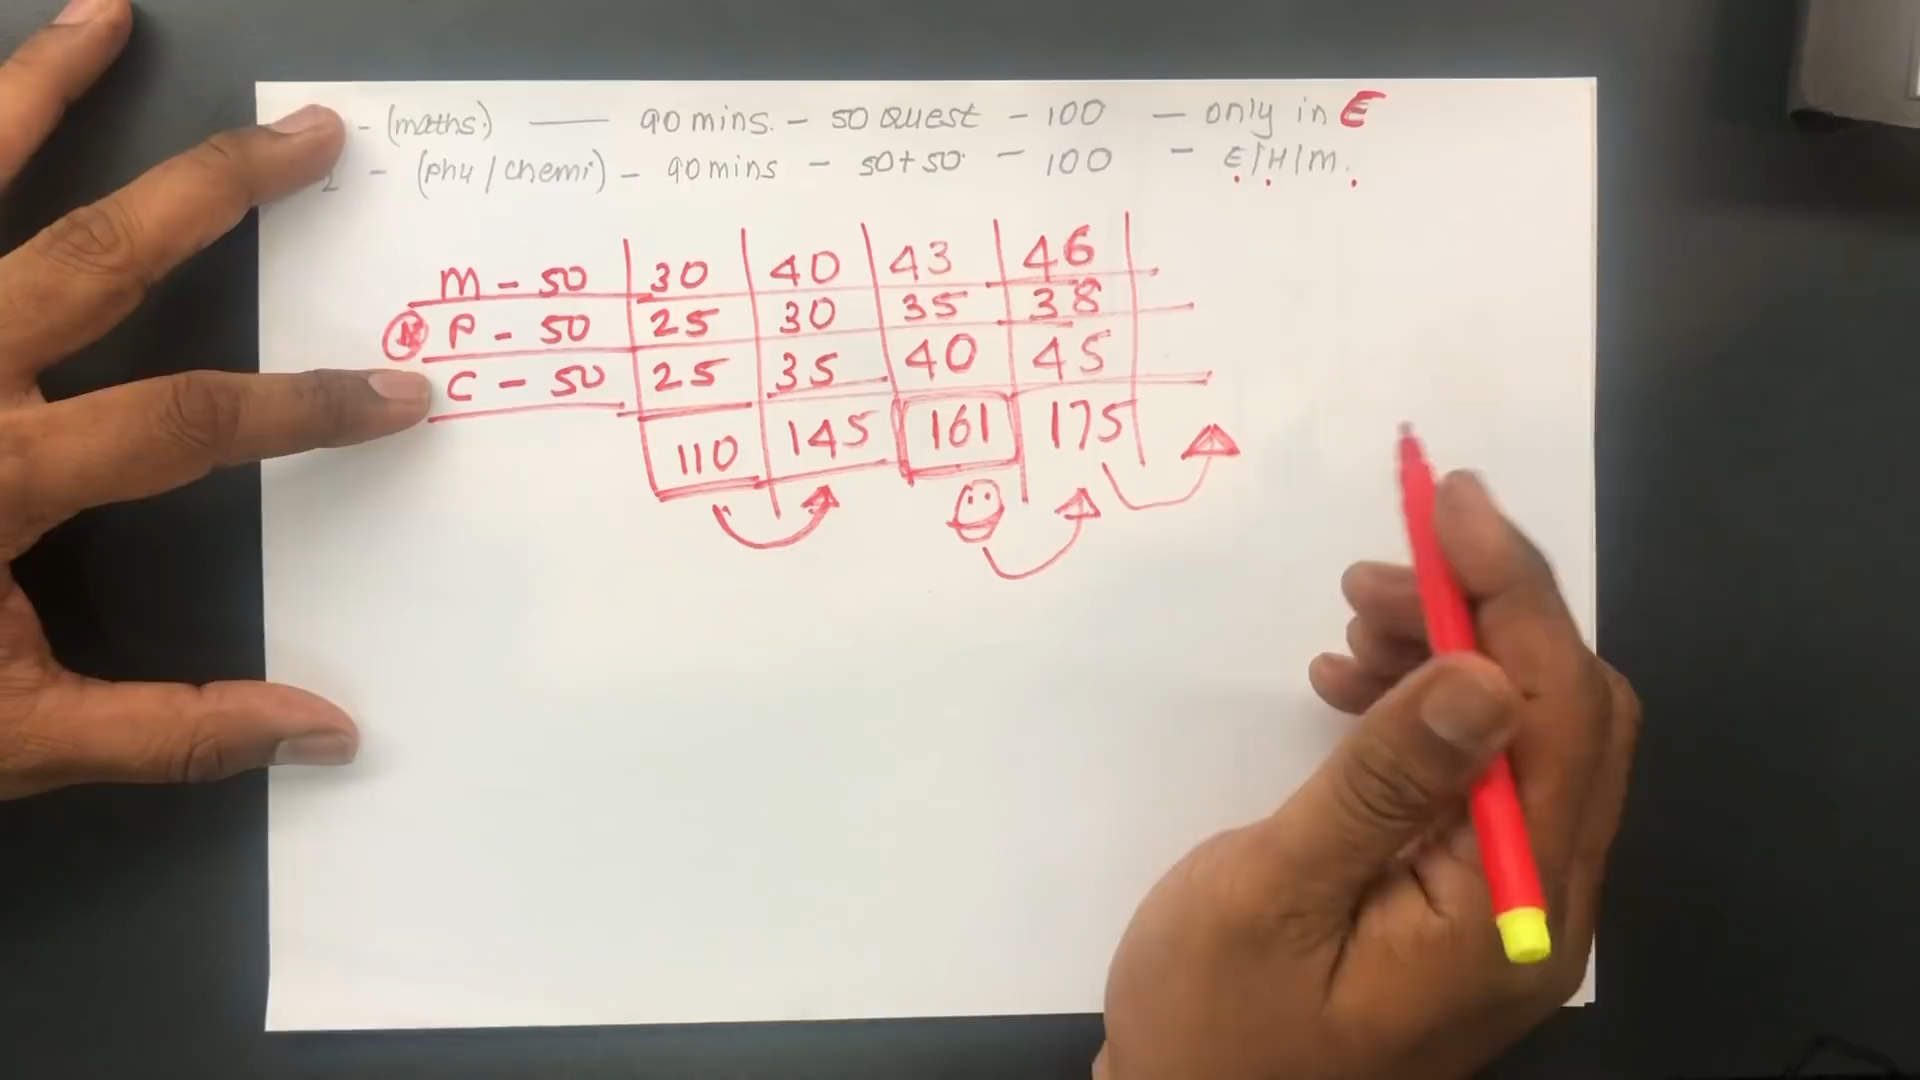 - (maths) — 90 mins. - 50 Quest - 100 - only in E
2 - (phy / chemi) - 90 mins - 50+50 - 100 - E/H/M.
M - 50 30 40 43 46
P - 50 25 30 35 38
C - 50 25 35 40 45
110 145 161 175